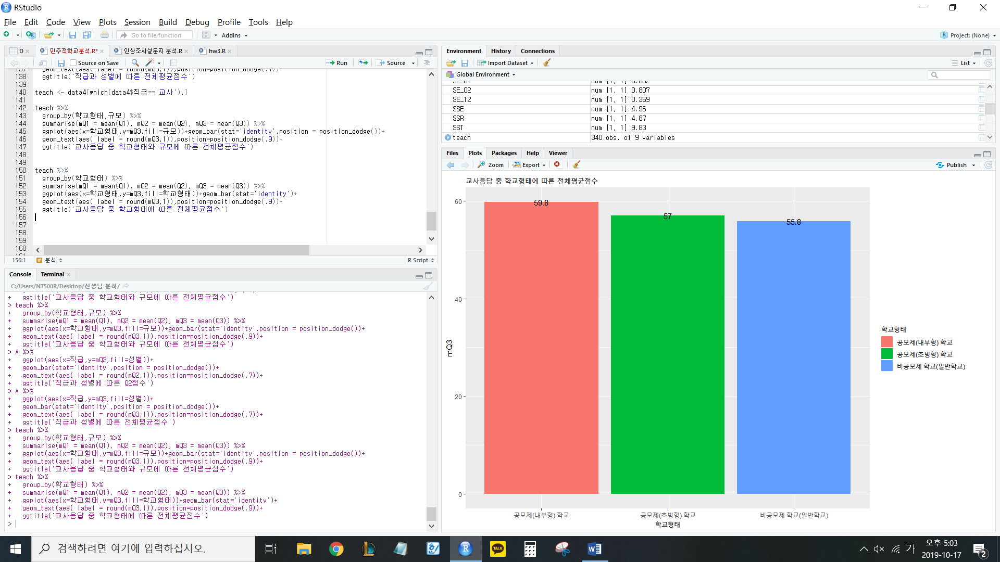 RStudio
File Edit Code View Plots Session Build Debug Profile Tools Help
Go to file/function Addins Project: (None)
D 민주적학교분석.R* 인상조사설문지 분석.R hw3.R
Source on Save Run Source
137 geom_text(aes( label = round(mQ3,1)),position=position_dodge(.7))+
138 ggtitle('직급과 성별에 따른 전체평균점수')
139
140 teach <- data4[which(data4$직급=='교사'),]
141
142 teach %>%
143 group_by(학교형태,규모) %>%
144 summarise(mQ1 = mean(Q1), mQ2 = mean(Q2), mQ3 = mean(Q3)) %>%
145 ggplot(aes(x=학교형태,y=mQ3,fill=규모))+geom_bar(stat='identity',position = position_dodge())+
146 geom_text(aes( label = round(mQ3,1)),position=position_dodge(.9))+
147 ggtitle('교사응답 중 학교형태와 규모에 따른 전체평균점수')
148
149
150 teach %>%
151 group_by(학교형태) %>%
152 summarise(mQ1 = mean(Q1), mQ2 = mean(Q2), mQ3 = mean(Q3)) %>%
153 ggplot(aes(x=학교형태,y=mQ3,fill=학교형태))+geom_bar(stat='identity')+
154 geom_text(aes( label = round(mQ3,1)),position=position_dodge(.9))+
155 ggtitle('교사응답 중 학교형태에 따른 전체평균점수')
156
157
158
159
160
156:1 # 분석 R Script
Console Terminal
C:/Users/NT500R/Desktop/선생님 분석/
+ ggtitle('교사응답 중 학교형태와 규모에 따른 전체평균점수')
> teach %>%
+ group_by(학교형태,규모) %>%
+ summarise(mQ1 = mean(Q1), mQ2 = mean(Q2), mQ3 = mean(Q3)) %>%
+ ggplot(aes(x=학교형태,y=mQ3,fill=규모))+geom_bar(stat='identity',position = position_dodge())+
+ geom_text(aes( label = round(mQ3,1)),position=position_dodge(.9))+
+ ggtitle('교사응답 중 학교형태와 규모에 따른 전체평균점수')
> A %>%
+ ggplot(aes(x=직급,y=mQ2,fill=성별))+
+ geom_bar(stat='identity',position = position_dodge())+
+ geom_text(aes( label = round(mQ2,1)),position=position_dodge(.7))+
+ ggtitle('직급과 성별에 따른 Q2점수')
> A %>%
+ ggplot(aes(x=직급,y=mQ3,fill=성별))+
+ geom_bar(stat='identity',position = position_dodge())+
+ geom_text(aes( label = round(mQ3,1)),position=position_dodge(.7))+
+ ggtitle('직급과 성별에 따른 전체평균점수')
> teach %>%
+ group_by(학교형태,규모) %>%
+ summarise(mQ1 = mean(Q1), mQ2 = mean(Q2), mQ3 = mean(Q3)) %>%
+ ggplot(aes(x=학교형태,y=mQ3,fill=규모))+geom_bar(stat='identity',position = position_dodge())+
+ geom_text(aes( label = round(mQ3,1)),position=position_dodge(.9))+
+ ggtitle('교사응답 중 학교형태와 규모에 따른 전체평균점수')
> teach %>%
+ group_by(학교형태) %>%
+ summarise(mQ1 = mean(Q1), mQ2 = mean(Q2), mQ3 = mean(Q3)) %>%
+ ggplot(aes(x=학교형태,y=mQ3,fill=학교형태))+geom_bar(stat='identity')+
+ geom_text(aes( label = round(mQ3,1)),position=position_dodge(.9))+
+ ggtitle('교사응답 중 학교형태에 따른 전체평균점수')
>
Environment History Connections
Import Dataset List
Global Environment
SE_02 num [1, 1] 0.807
SE_12 num [1, 1] 0.359
SSE num [1, 1] 4.96
SSR num [1, 1] 4.87
SST num [1, 1] 9.83
teach 340 obs. of 9 variables
Files Plots Packages Help Viewer
Zoom Export Publish
교사응답 중 학교형태에 따른 전체평균점수
60
40
20
0
mQ3
59.8
57
55.8
공모제(내부형) 학교 공모제(초빙형) 학교 비공모제 학교(일반학교)
학교형태
학교형태
공모제(내부형) 학교
공모제(초빙형) 학교
비공모제 학교(일반학교)
검색하려면 여기에 입력하십시오.
TALK
가 오후 5:03
2019-10-17
2